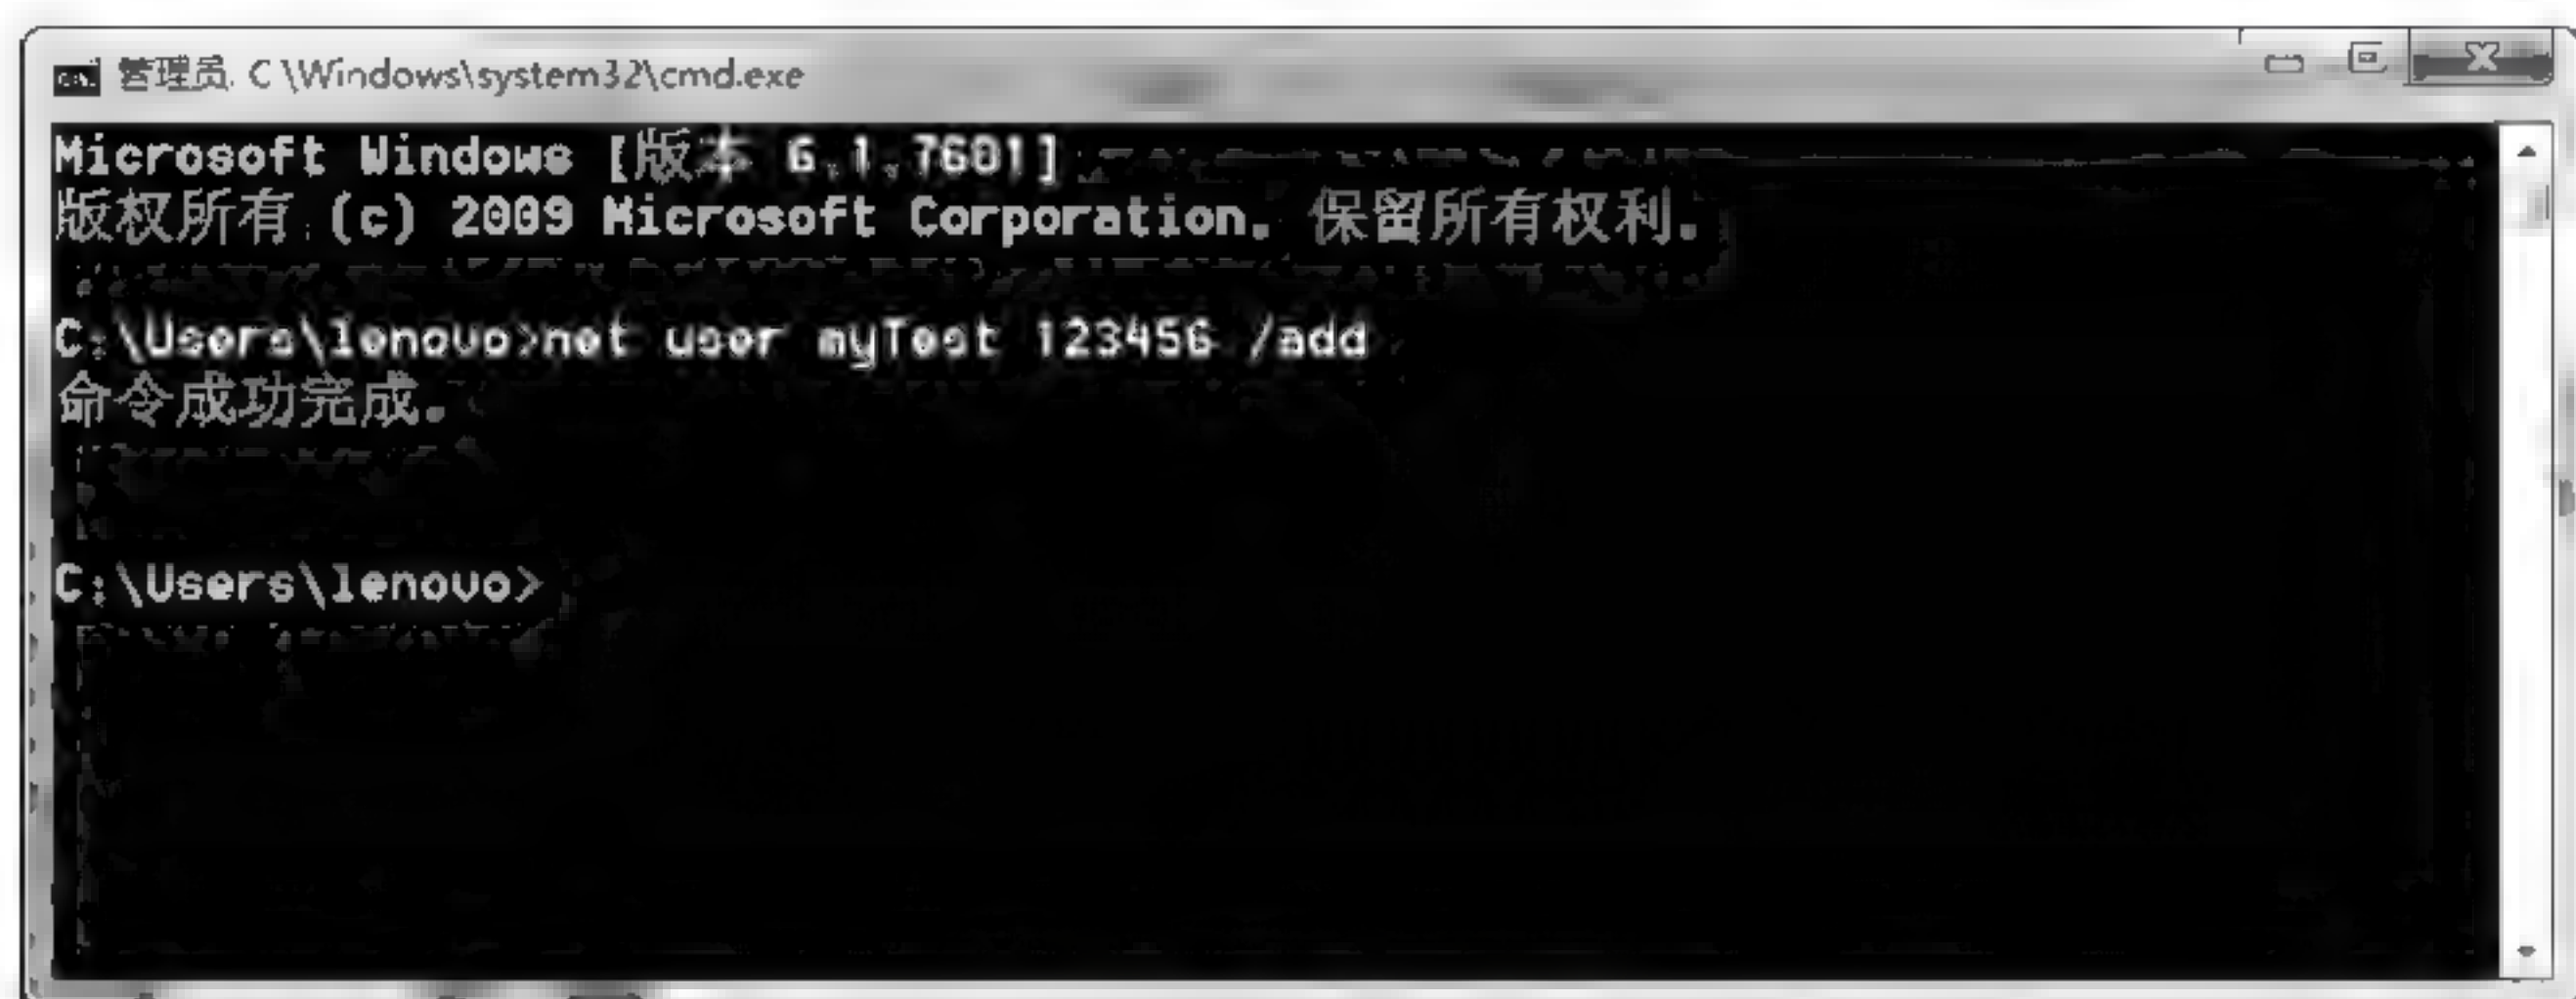 管理员: C:\Windows\system32\cmd.exe
Microsoft Windows [版本 6.1.7601]
版权所有 (c) 2009 Microsoft Corporation。保留所有权利。
C:\Users\lenovo>net user myTest 123456 /add
命令成功完成。
C:\Users\lenovo>